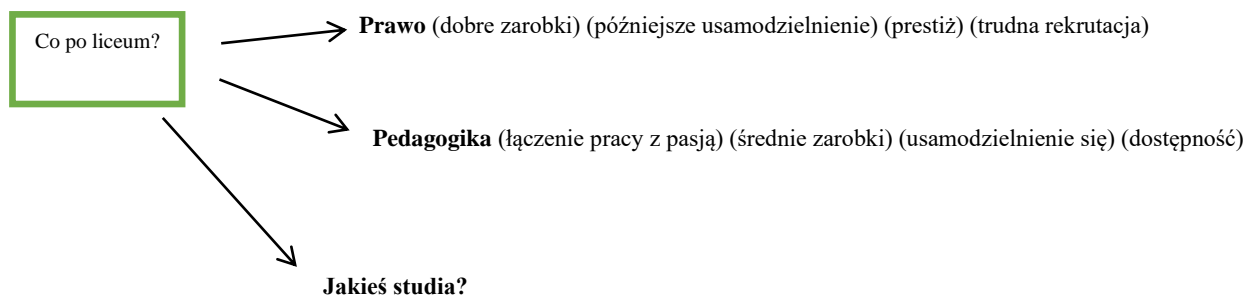 Co po liceum?
Prawo (dobre zarobki) (późniejsze usamodzielnienie) (prestiż) (trudna rekrutacja)
Pedagogika (łączenie pracy z pasją) (średnie zarobki) (usamodzielnienie się) (dostępność)
Jakieś studia?